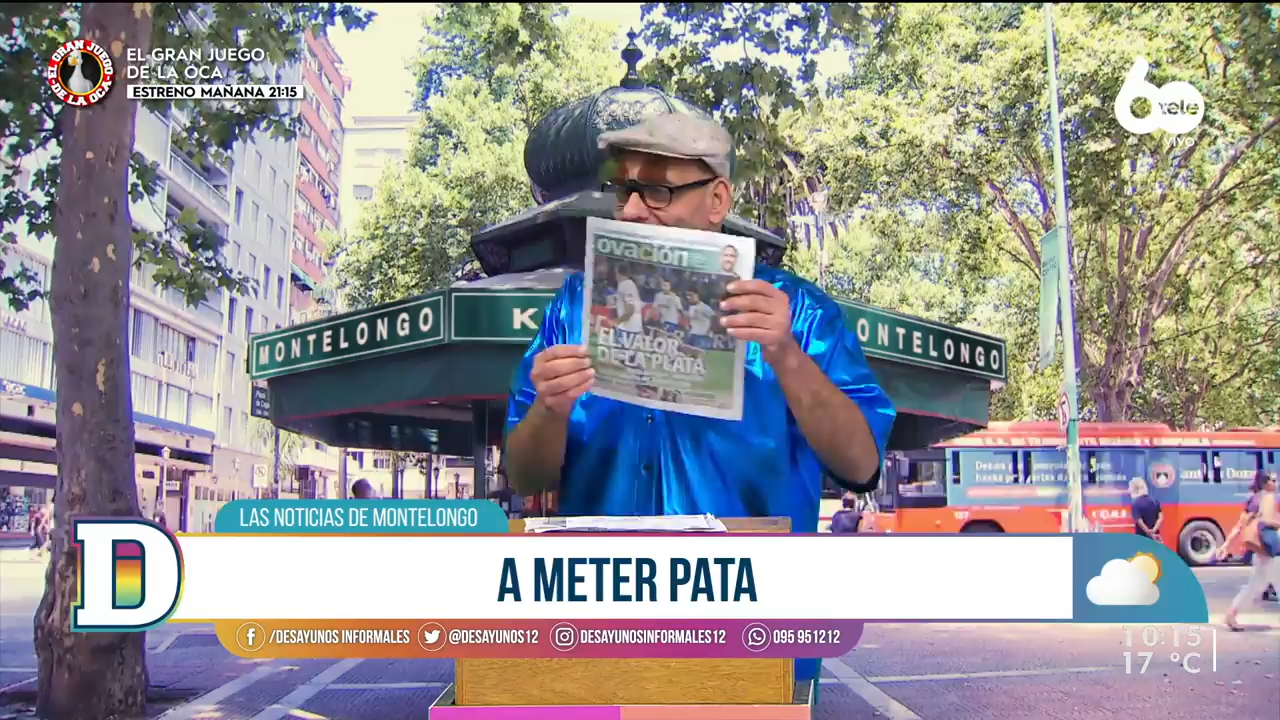 EL GRAN JUEGO
DE LA OCA
EL GRAN JUEGO
DE LA OCA
ESTRENO MAÑANA 21:15
tele
VIVO
ovación
EL VALOR
DE LA PLATA
MONTELONGO
K
MONTELONGO
LAS NOTICIAS DE MONTELONGO
D
A METER PATA
/DESAYUNOS INFORMALES
@DESAYUNOS12
DESAYUNOSINFORMALES12
095 951212
10:15
17 °C